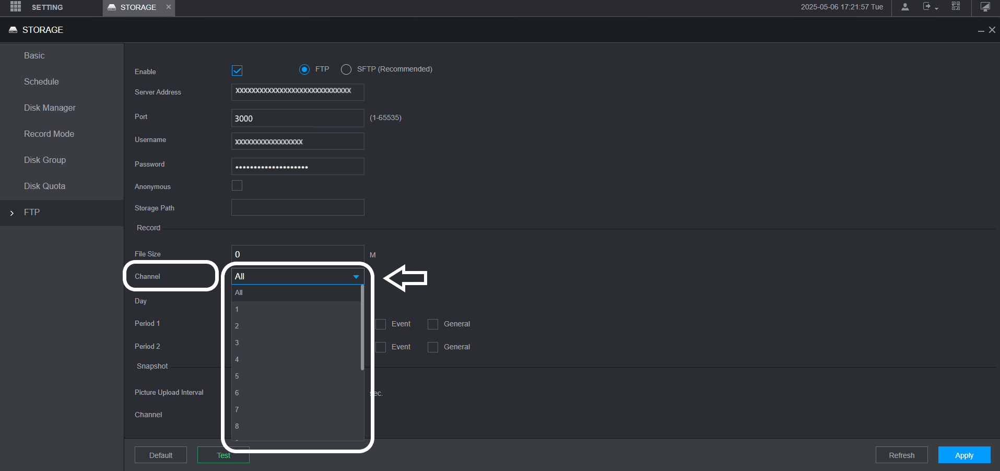 SETTING STORAGE × 2025-05-06 17:21:57 Tue
STORAGE
Basic
Schedule
Disk Manager
Record Mode
Disk Group
Disk Quota
FTP
Enable FTP SFTP (Recommended)
Server Address XXXXXXXXXXXXXXXXXXXXXXXXXXXXX
Port 3000 (1-65535)
Username XXXXXXXXXXXXXXXXX
Password ••••••••••••••••••••
Anonymous
Storage Path
Record
File Size 0 M
Channel All
All
1
2
3
4
5
6
7
8
Day
Period 1 Event General
Period 2 Event General
Snapshot
Picture Upload Interval sec.
Channel
Default Test Refresh Apply